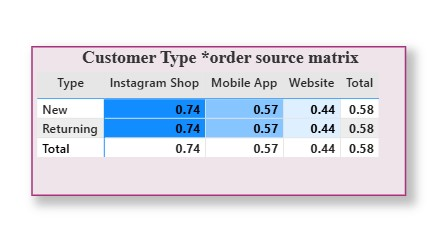 Customer Type *order source matrix
Type Instagram Shop Mobile App Website Total
New 0.74 0.57 0.44 0.58
Returning 0.74 0.57 0.44 0.58
Total 0.74 0.57 0.44 0.58